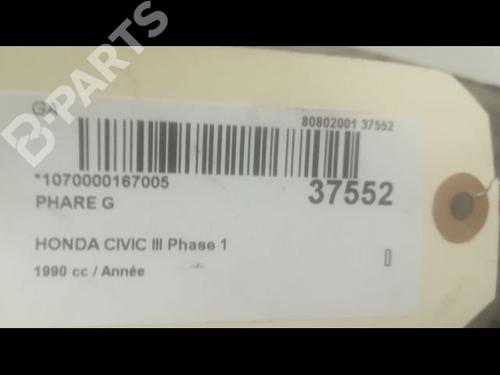 B-PARTS
GA
80802001 37552
*1070000167005
37552
PHARE G
HONDA CIVIC III Phase 1
1990 cc / Année